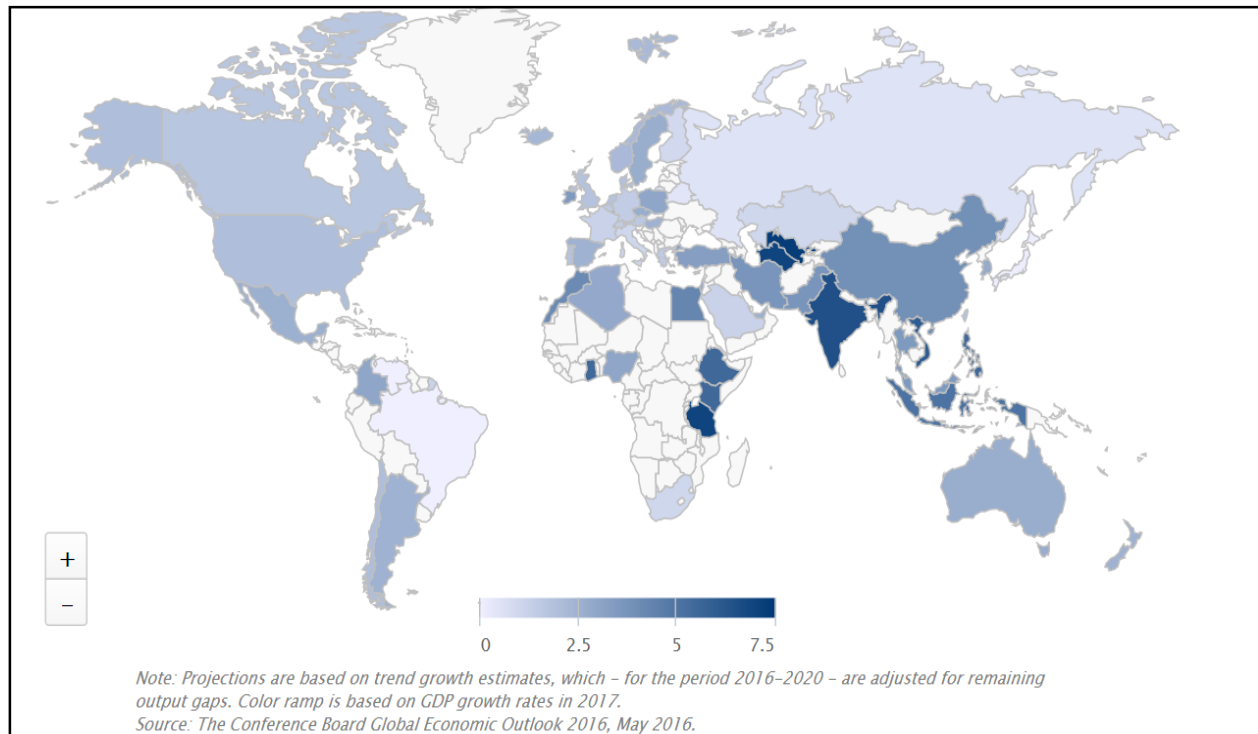 +
−
0 2.5 5 7.5
Note: Projections are based on trend growth estimates, which – for the period 2016–2020 – are adjusted for remaining
output gaps. Color ramp is based on GDP growth rates in 2017.
Source: The Conference Board Global Economic Outlook 2016, May 2016.